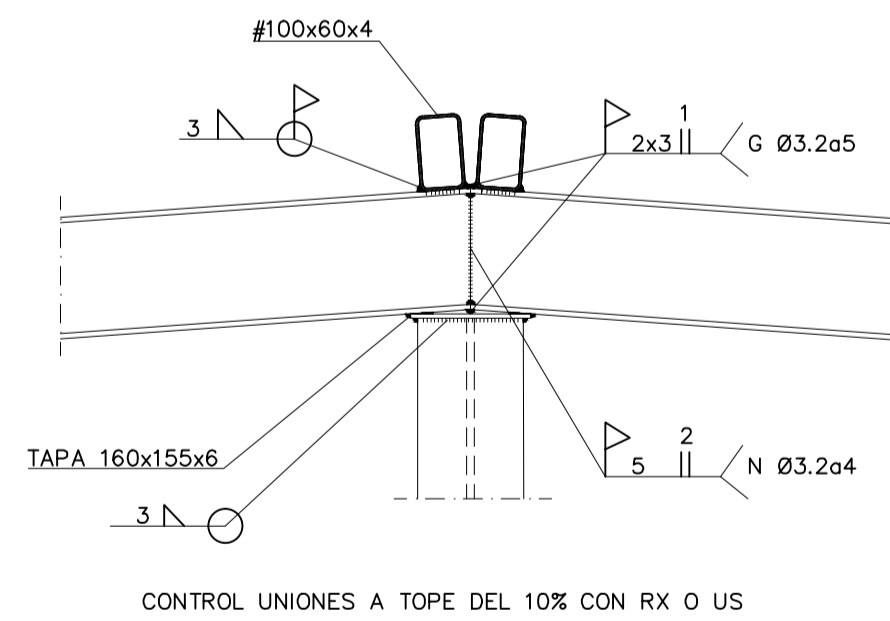 #100x60x4
3
1
2x3 G Ø3.2a5
TAPA 160x155x6
2
5 N Ø3.2a4
3
CONTROL UNIONES A TOPE DEL 10% CON RX O US